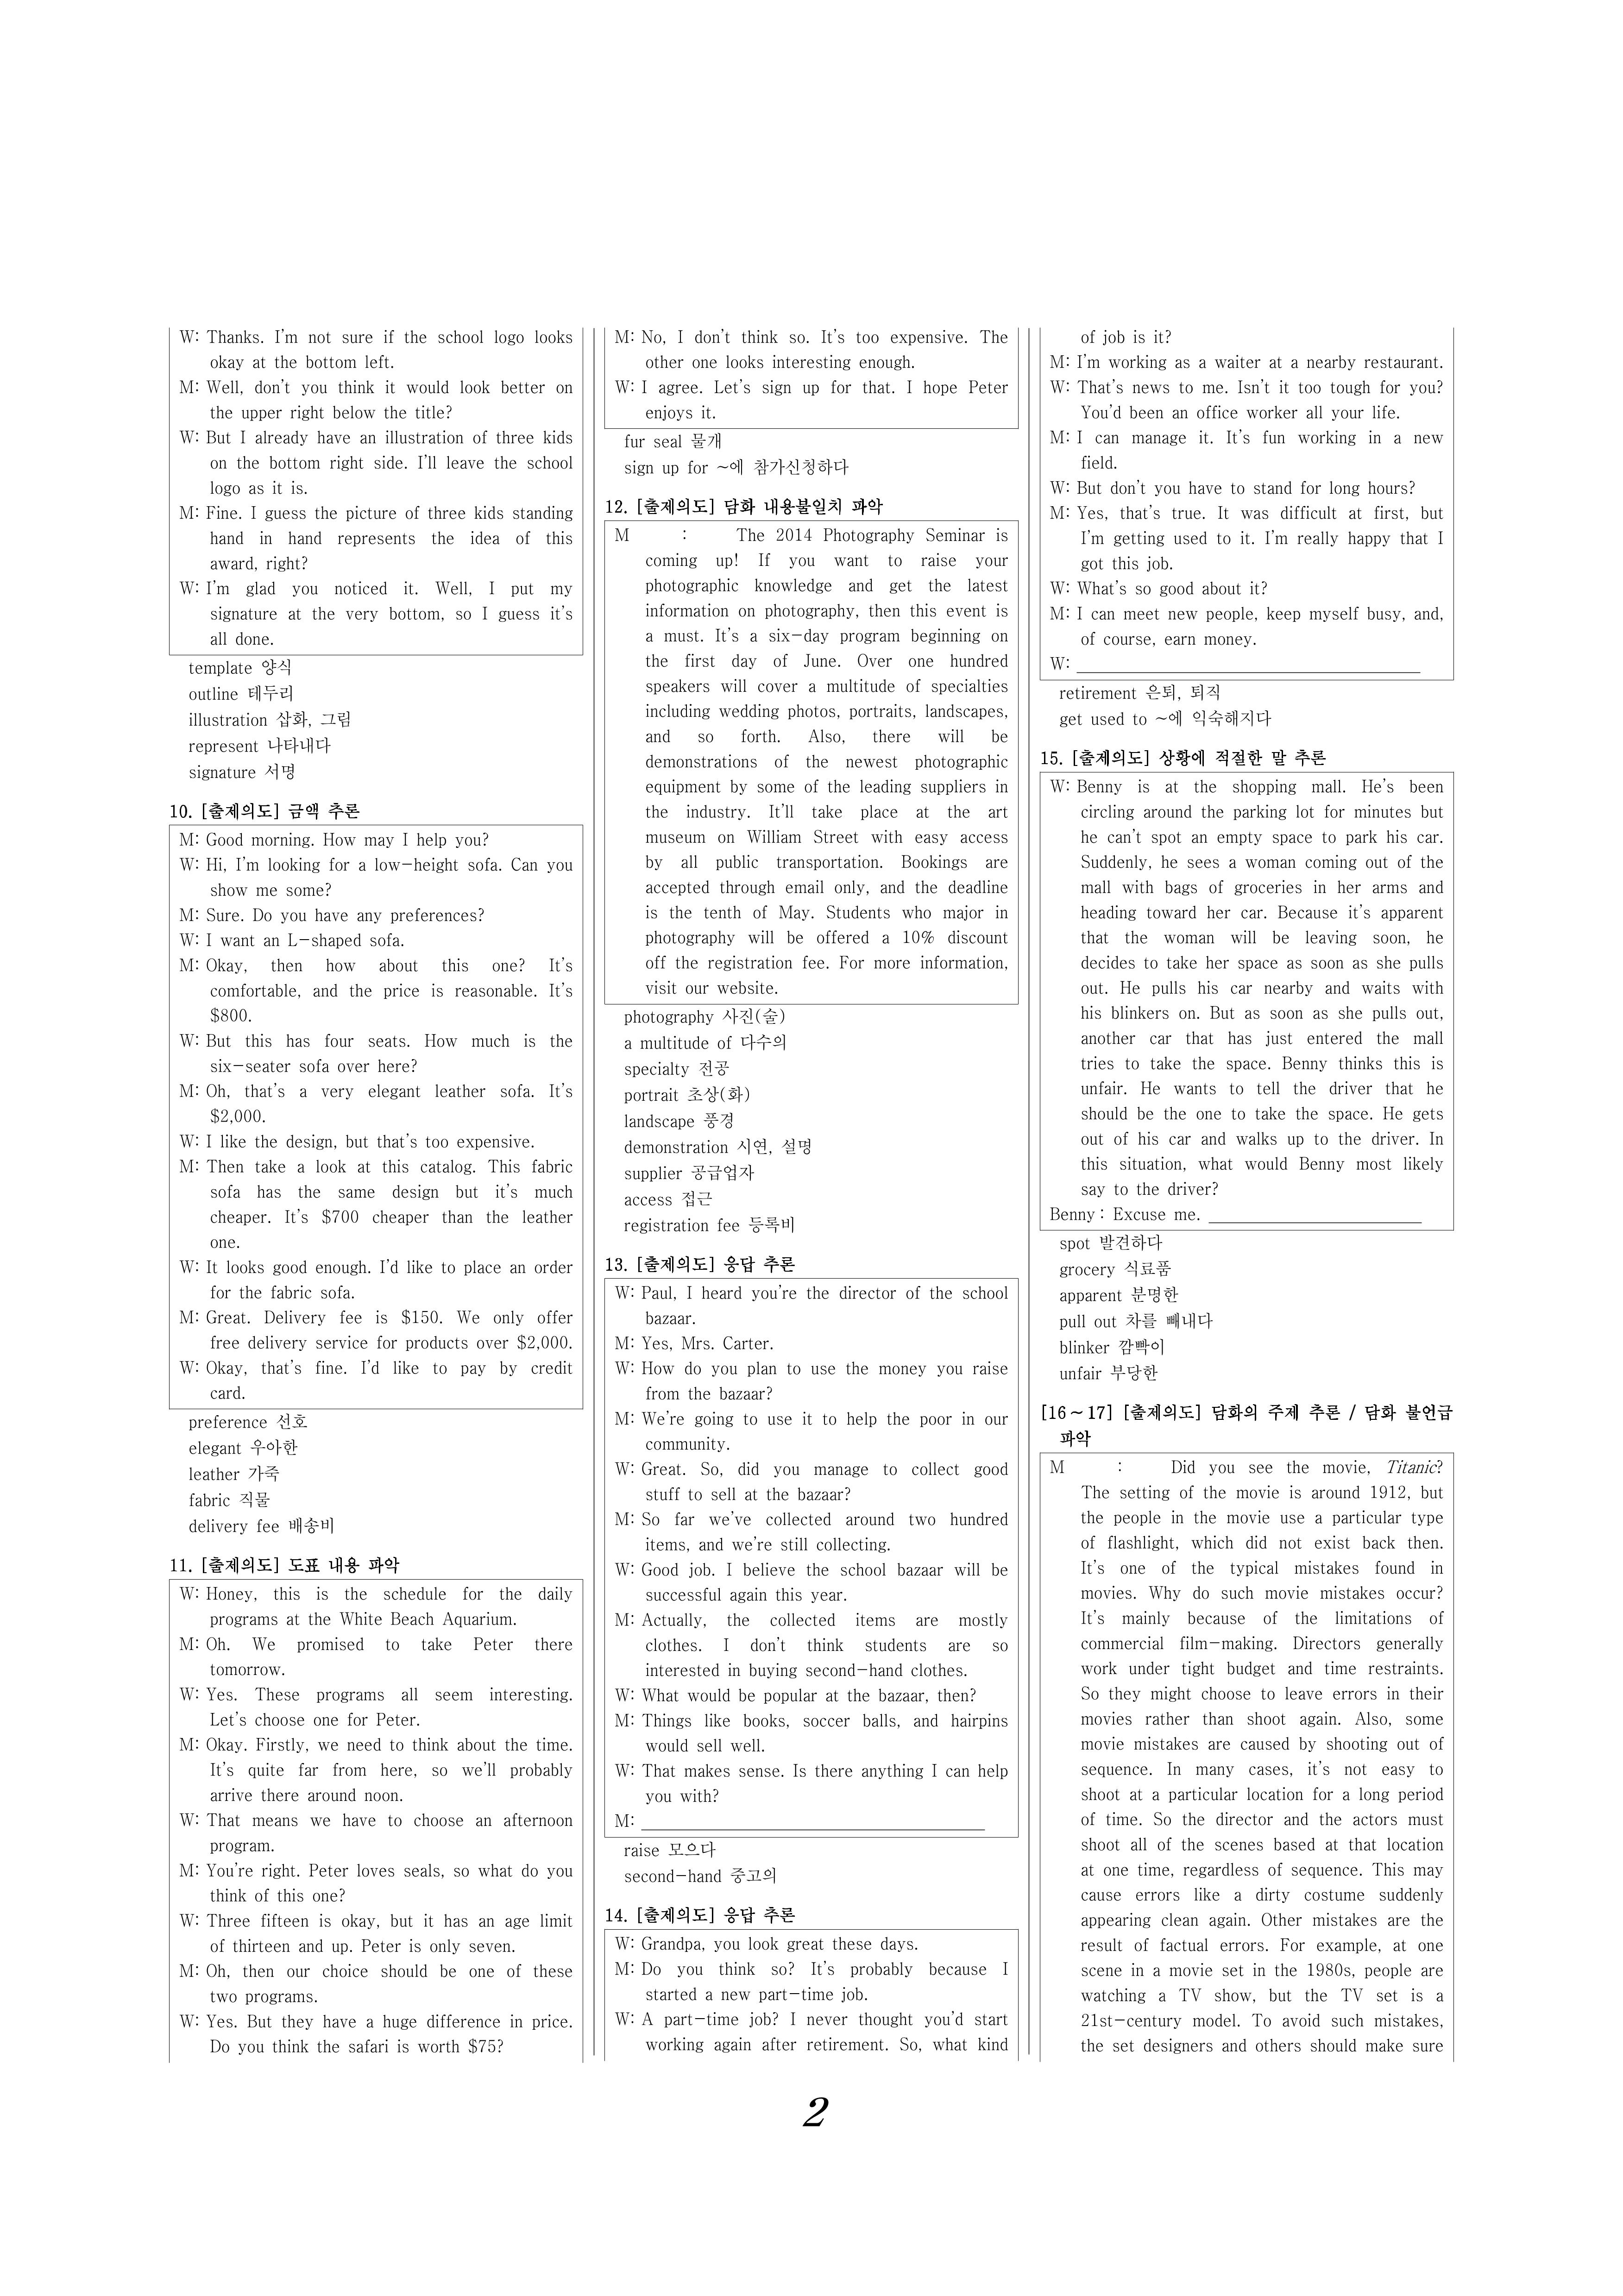 W: Thanks. I'm not sure if the school logo looks
okay at the bottom left.
M: Well, don't you think it would look better on
the upper right below the title?
W: But I already have an illustration of three kids
on the bottom right side. I'll leave the school
logo as it is.
M: Fine. I guess the picture of three kids standing
hand in hand represents the idea of this
award, right?
W: I'm glad you noticed it. Well, I put my
signature at the very bottom, so I guess it's
all done.
template 양식
outline 테두리
illustration 삽화, 그림
represent 나타내다
signature 서명
10. [출제의도] 금액 추론
M: Good morning. How may I help you?
W: Hi, I'm looking for a low-height sofa. Can you
show me some?
M: Sure. Do you have any preferences?
W: I want an L-shaped sofa.
M: Okay, then how about this one? It's
comfortable, and the price is reasonable. It's
$800.
W: But this has four seats. How much is the
six-seater sofa over here?
M: Oh, that's a very elegant leather sofa. It's
$2,000.
W: I like the design, but that's too expensive.
M: Then take a look at this catalog. This fabric
sofa has the same design but it's much
cheaper. It's $700 cheaper than the leather
one.
W: It looks good enough. I'd like to place an order
for the fabric sofa.
M: Great. Delivery fee is $150. We only offer
free delivery service for products over $2,000.
W: Okay, that's fine. I'd like to pay by credit
card.
preference 선호
elegant 우아한
leather 가죽
fabric 직물
delivery fee 배송비
11. [출제의도] 도표 내용 파악
W: Honey, this is the schedule for the daily
programs at the White Beach Aquarium.
M: Oh. We promised to take Peter there
tomorrow.
W: Yes. These programs all seem interesting.
Let's choose one for Peter.
M: Okay. Firstly, we need to think about the time.
It's quite far from here, so we'll probably
arrive there around noon.
W: That means we have to choose an afternoon
program.
M: You're right. Peter loves seals, so what do you
think of this one?
W: Three fifteen is okay, but it has an age limit
of thirteen and up. Peter is only seven.
M: Oh, then our choice should be one of these
two programs.
W: Yes. But they have a huge difference in price.
Do you think the safari is worth $75?
M: No, I don't think so. It's too expensive. The
other one looks interesting enough.
W: I agree. Let's sign up for that. I hope Peter
enjoys it.
fur seal 물개
sign up for ~에 참가신청하다
12. [출제의도] 담화 내용불일치 파악
M : The 2014 Photography Seminar is
coming up! If you want to raise your
photographic knowledge and get the latest
information on photography, then this event is
a must. It's a six-day program beginning on
the first day of June. Over one hundred
speakers will cover a multitude of specialties
including wedding photos, portraits, landscapes,
and so forth. Also, there will be
demonstrations of the newest photographic
equipment by some of the leading suppliers in
the industry. It'll take place at the art
museum on William Street with easy access
by all public transportation. Bookings are
accepted through email only, and the deadline
is the tenth of May. Students who major in
photography will be offered a 10% discount
off the registration fee. For more information,
visit our website.
photography 사진(술)
a multitude of 다수의
specialty 전공
portrait 초상(화)
landscape 풍경
demonstration 시연, 설명
supplier 공급업자
access 접근
registration fee 등록비
13. [출제의도] 응답 추론
W: Paul, I heard you're the director of the school
bazaar.
M: Yes, Mrs. Carter.
W: How do you plan to use the money you raise
from the bazaar?
M: We're going to use it to help the poor in our
community.
W: Great. So, did you manage to collect good
stuff to sell at the bazaar?
M: So far we've collected around two hundred
items, and we're still collecting.
W: Good job. I believe the school bazaar will be
successful again this year.
M: Actually, the collected items are mostly
clothes. I don't think students are so
interested in buying second-hand clothes.
W: What would be popular at the bazaar, then?
M: Things like books, soccer balls, and hairpins
would sell well.
W: That makes sense. Is there anything I can help
you with?
M:
raise 모으다
second-hand 중고의
14. [출제의도] 응답 추론
W: Grandpa, you look great these days.
M: Do you think so? It's probably because I
started a new part-time job.
W: A part-time job? I never thought you'd start
working again after retirement. So, what kind
of job is it?
M: I'm working as a waiter at a nearby restaurant.
W: That's news to me. Isn't it too tough for you?
You'd been an office worker all your life.
M: I can manage it. It's fun working in a new
field.
W: But don't you have to stand for long hours?
M: Yes, that's true. It was difficult at first, but
I'm getting used to it. I'm really happy that I
got this job.
W: What's so good about it?
M: I can meet new people, keep myself busy, and,
of course, earn money.
W:
retirement 은퇴, 퇴직
get used to ~에 익숙해지다
15. [출제의도] 상황에 적절한 말 추론
W: Benny is at the shopping mall. He's been
circling around the parking lot for minutes but
he can't spot an empty space to park his car.
Suddenly, he sees a woman coming out of the
mall with bags of groceries in her arms and
heading toward her car. Because it's apparent
that the woman will be leaving soon, he
decides to take her space as soon as she pulls
out. He pulls his car nearby and waits with
his blinkers on. But as soon as she pulls out,
another car that has just entered the mall
tries to take the space. Benny thinks this is
unfair. He wants to tell the driver that he
should be the one to take the space. He gets
out of his car and walks up to the driver. In
this situation, what would Benny most likely
say to the driver?
Benny : Excuse me.
spot 발견하다
grocery 식료품
apparent 분명한
pull out 차를 빼내다
blinker 깜빡이
unfair 부당한
[16~17] [출제의도] 담화의 주제 추론 / 담화 불언급
파악
M : Did you see the movie, Titanic?
The setting of the movie is around 1912, but
the people in the movie use a particular type
of flashlight, which did not exist back then.
It's one of the typical mistakes found in
movies. Why do such movie mistakes occur?
It's mainly because of the limitations of
commercial film-making. Directors generally
work under tight budget and time restraints.
So they might choose to leave errors in their
movies rather than shoot again. Also, some
movie mistakes are caused by shooting out of
sequence. In many cases, it's not easy to
shoot at a particular location for a long period
of time. So the director and the actors must
shoot all of the scenes based at that location
at one time, regardless of sequence. This may
cause errors like a dirty costume suddenly
appearing clean again. Other mistakes are the
result of factual errors. For example, at one
scene in a movie set in the 1980s, people are
watching a TV show, but the TV set is a
21st-century model. To avoid such mistakes,
the set designers and others should make sure
2